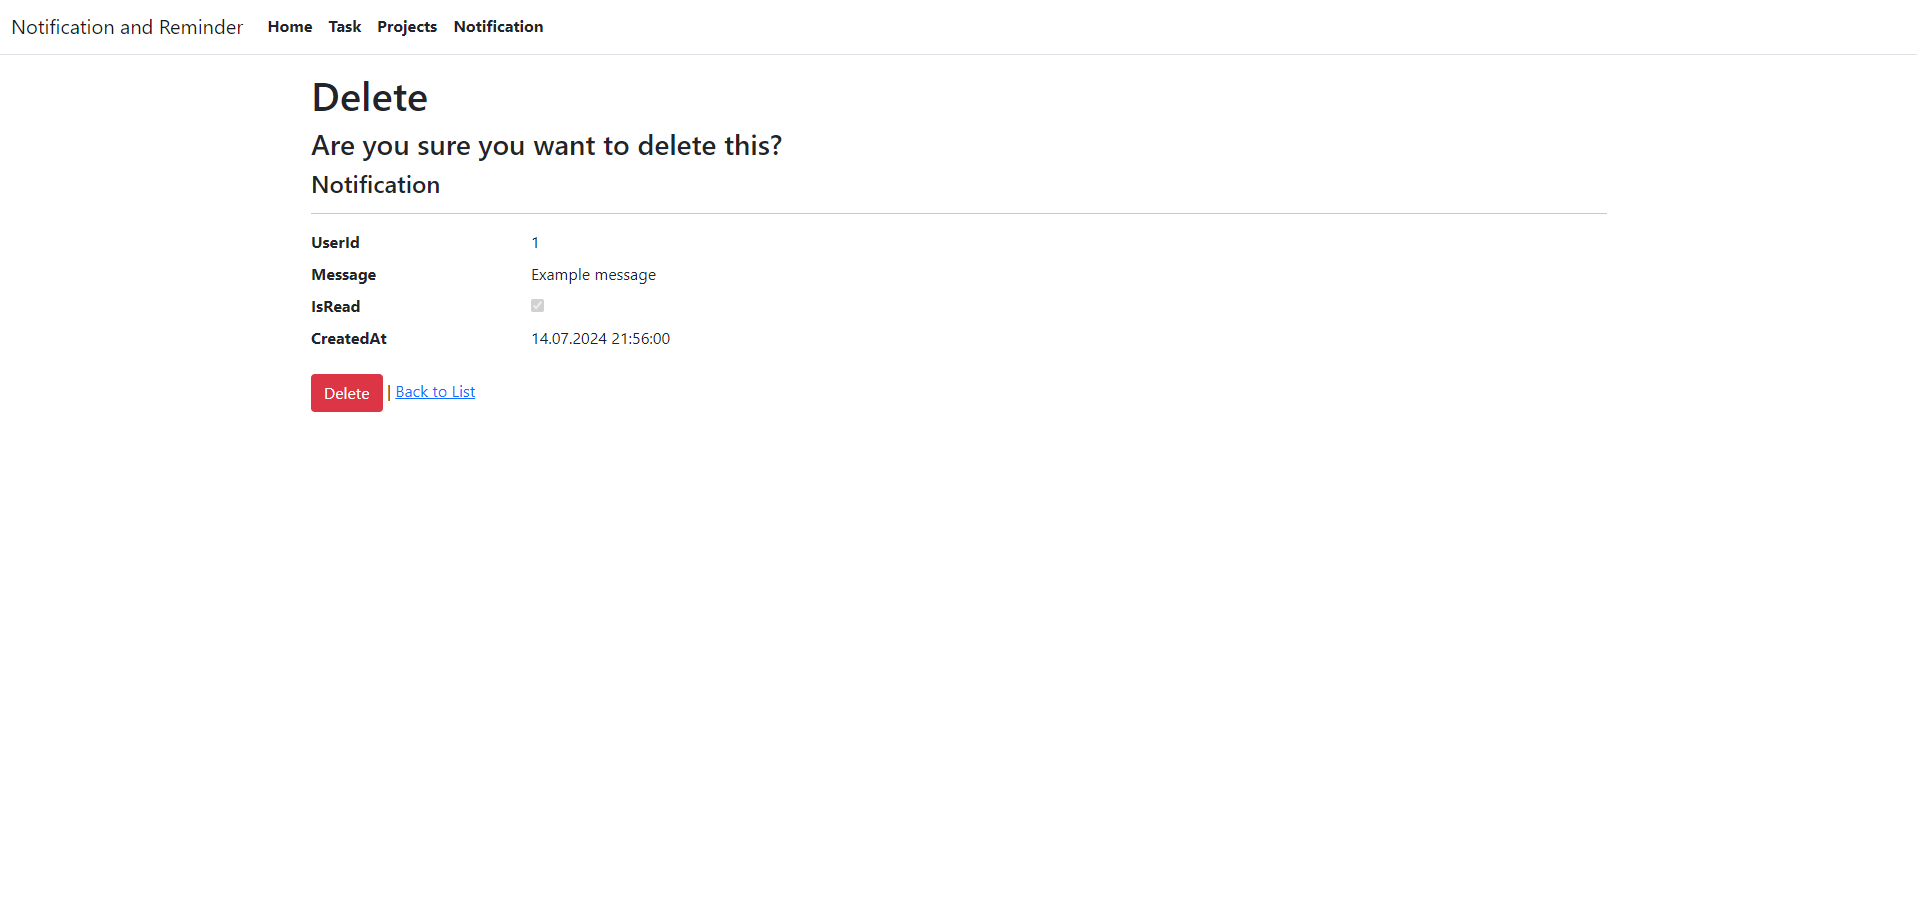 Notification and Reminder Home Task Projects Notification
Delete
Are you sure you want to delete this?
Notification
UserId 1
Message Example message
IsRead
CreatedAt 14.07.2024 21:56:00
Delete | Back to List